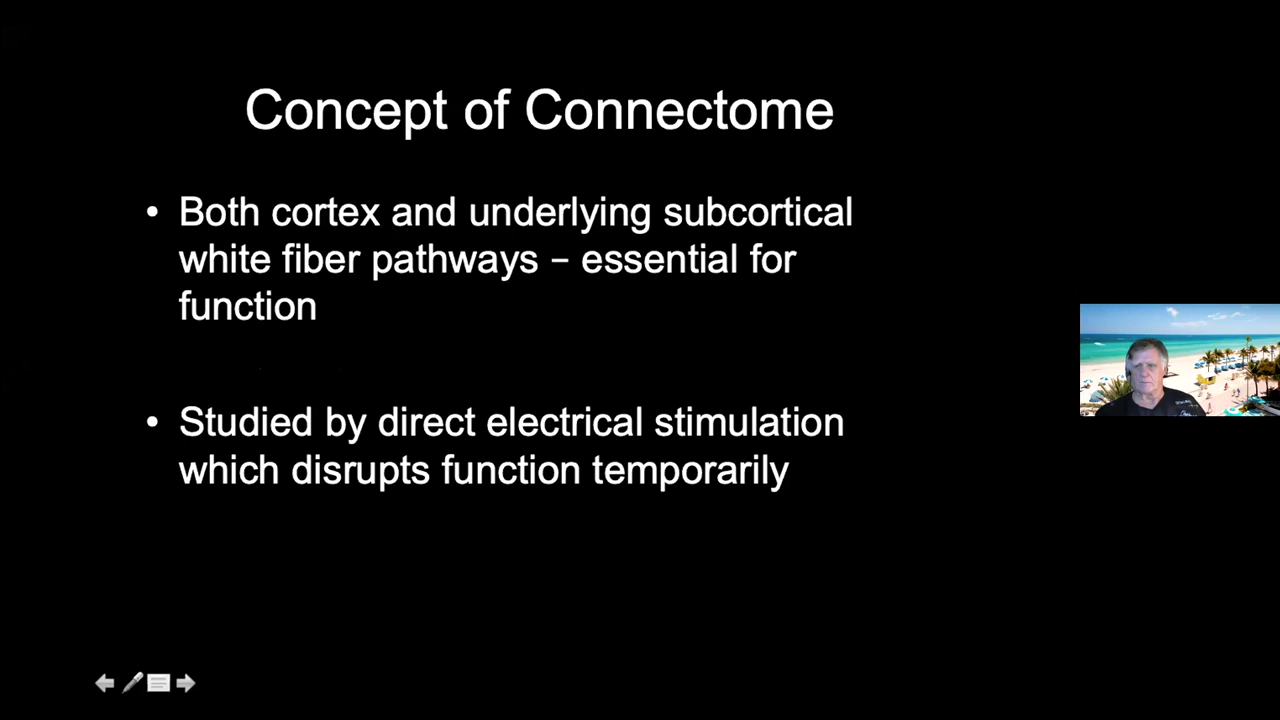 Concept of Connectome
• Both cortex and underlying subcortical
white fiber pathways – essential for
function
• Studied by direct electrical stimulation
which disrupts function temporarily